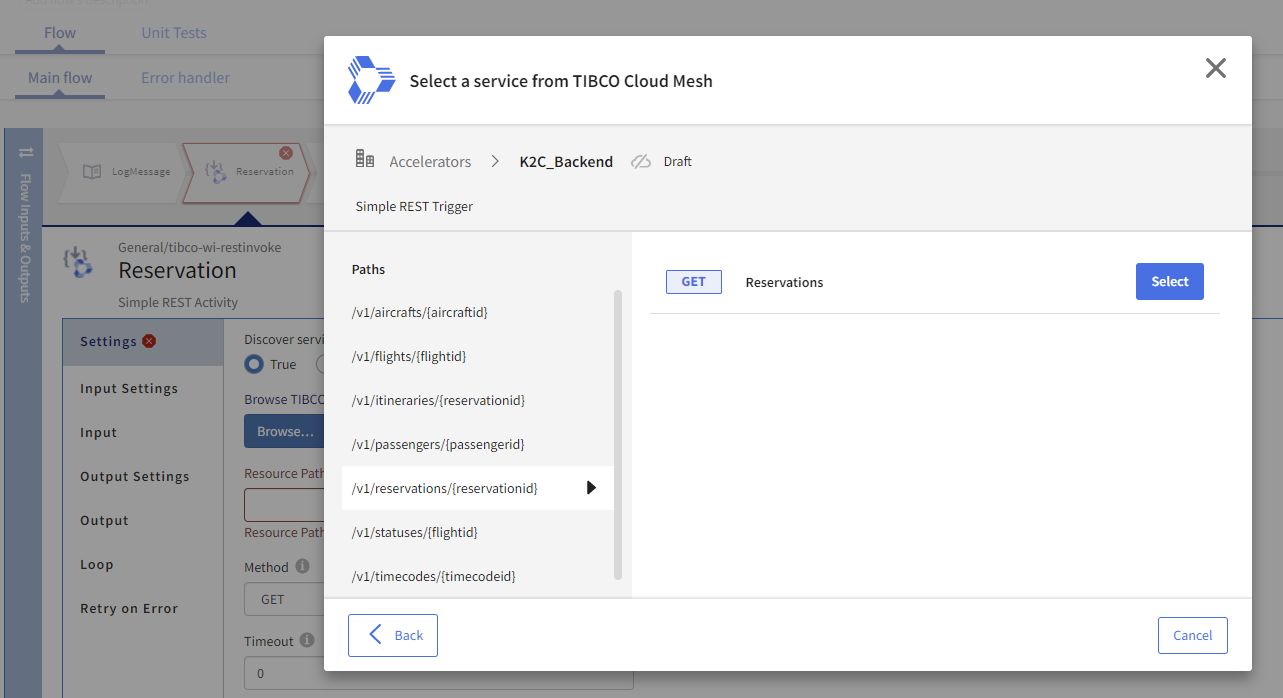 Flow
Unit Tests
Main flow
Error handler
Flow Inputs & Outputs
LogMessage
Reservation
General/tibco-wi-restinvoke
Reservation
Simple REST Activity
Settings
Input Settings
Input
Output Settings
Output
Loop
Retry on Error
Discover servi
True
Browse TIBCO
Browse...
Resource Path
Resource Path
Method
GET
Timeout
0
Select a service from TIBCO Cloud Mesh
Accelerators > K2C_Backend Draft
Simple REST Trigger
Paths
/v1/aircrafts/{aircraftid}
/v1/flights/{flightid}
/v1/itineraries/{reservationid}
/v1/passengers/{passengerid}
/v1/reservations/{reservationid}
/v1/statuses/{flightid}
/v1/timecodes/{timecodeid}
GET Reservations Select
Back
Cancel